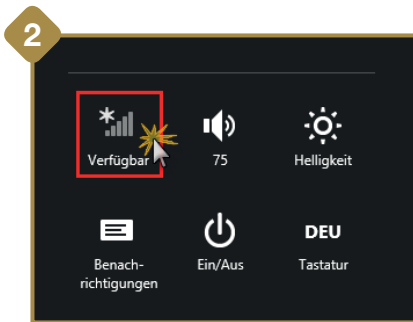 2
Verfügbar
75
Helligkeit
DEU
Benach-
richtigungen
Ein/Aus
Tastatur